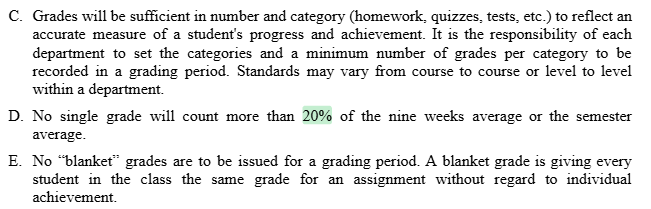 C. Grades will be sufficient in number and category (homework, quizzes, tests, etc.) to reflect an
accurate measure of a student's progress and achievement. It is the responsibility of each
department to set the categories and a minimum number of grades per category to be
recorded in a grading period. Standards may vary from course to course or level to level
within a department.
D. No single grade will count more than 20% of the nine weeks average or the semester
average.
E. No “blanket” grades are to be issued for a grading period. A blanket grade is giving every
student in the class the same grade for an assignment without regard to individual
achievement.